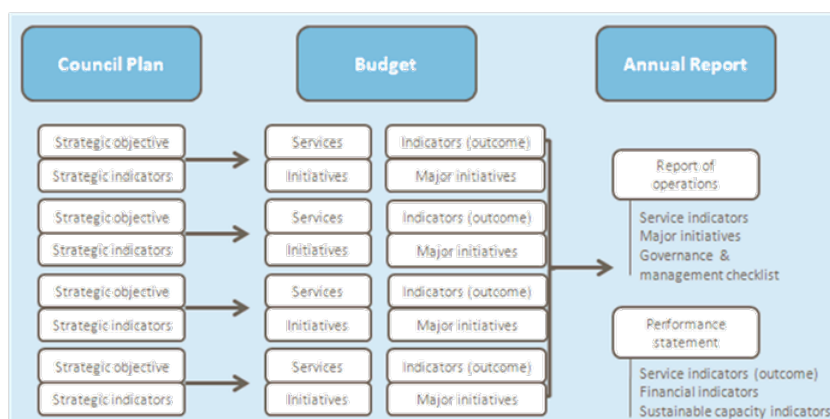 Council Plan
Budget
Annual Report
Strategic objective
Strategic indicators
Services
Initiatives
Indicators (outcome)
Major initiatives
Strategic objective
Strategic indicators
Services
Initiatives
Indicators (outcome)
Major initiatives
Strategic objective
Strategic indicators
Services
Initiatives
Indicators (outcome)
Major initiatives
Strategic objective
Strategic indicators
Services
Initiatives
Indicators (outcome)
Major initiatives
Report of
operations
Service indicators
Major initiatives
Governance &
management checklist
Performance
statement
Service indicators (outcome)
Financial indicators
Sustainable capacity indicators